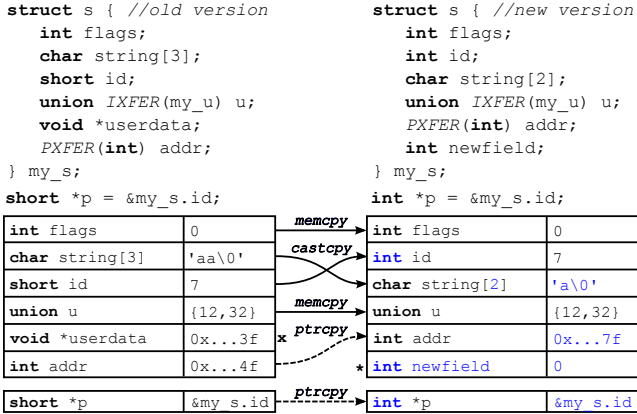 struct s { //old version
int flags;
char string[3];
short id;
union IXFER(my_u) u;
void *userdata;
PXFER(int) addr;
} my_s;
short *p = &my_s.id;
struct s { //new version
int flags;
int id;
char string[2];
union IXFER(my_u) u;
PXFER(int) addr;
int newfield;
} my_s;
int *p = &my_s.id;
int flags 0 memcpy int flags 0
char string[3] 'aa\0' castcpy int id 7
short id 7 char string[2] 'a\0'
union u {12,32} memcpy union u {12,32}
void *userdata 0x...3f x ptrcpy int addr 0x...7f
int addr 0x...4f * int newfield 0
short *p &my_s.id ptrcpy int *p &my_s.id